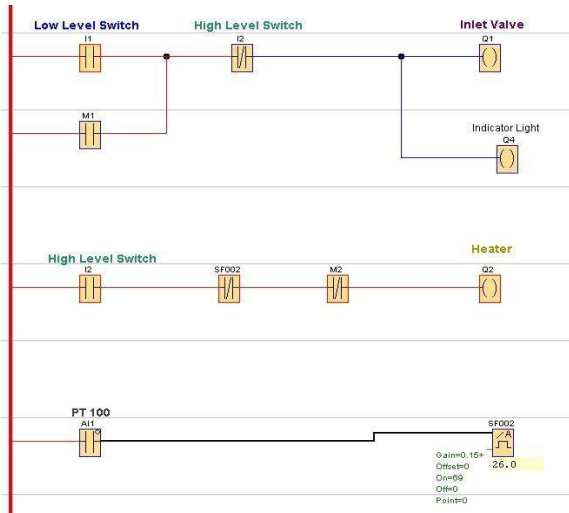 Low Level Switch
High Level Switch
Inlet Valve
I1
I2
Q1
M1
Indicator Light
Q4
High Level Switch
Heater
I2
SF002
M2
Q2
PT 100
AI1
SF002
/A
Gain=0.15+
Offset=0
On=69
Off=0
Point=0
26.0